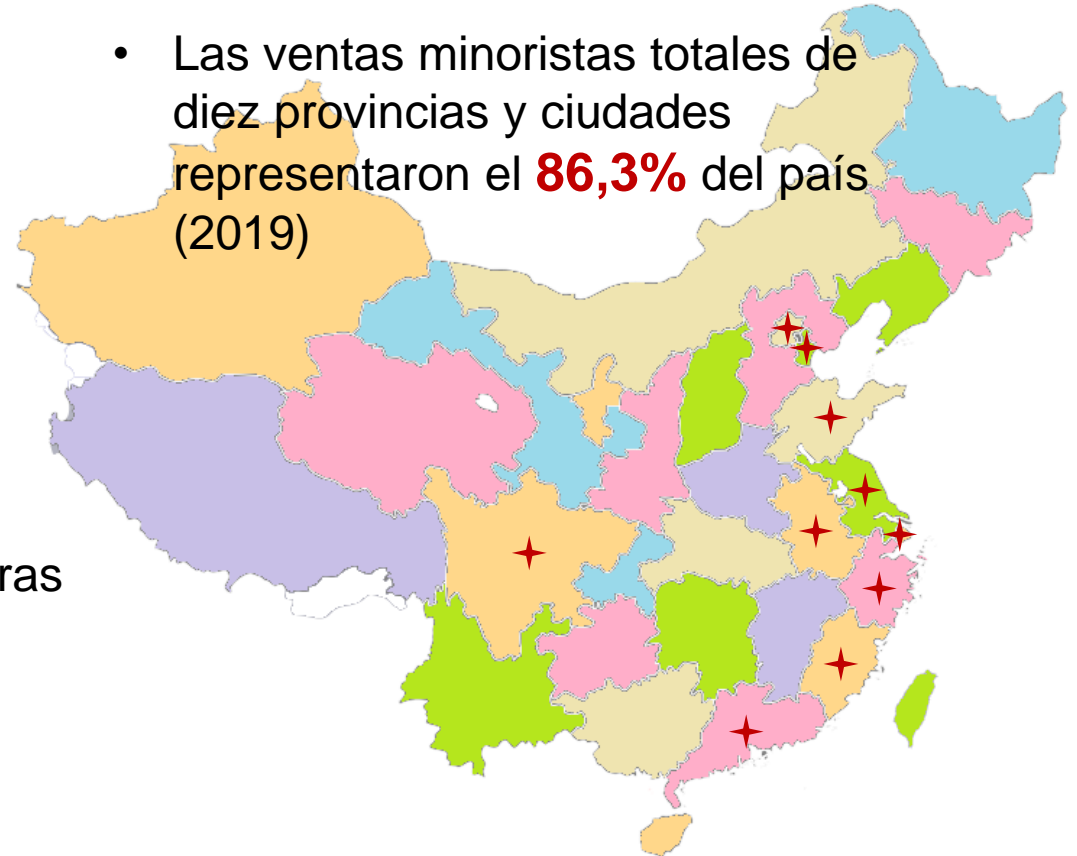 • Las ventas minoristas totales de
diez provincias y ciudades
representaron el 86,3% del país
(2019)
ras